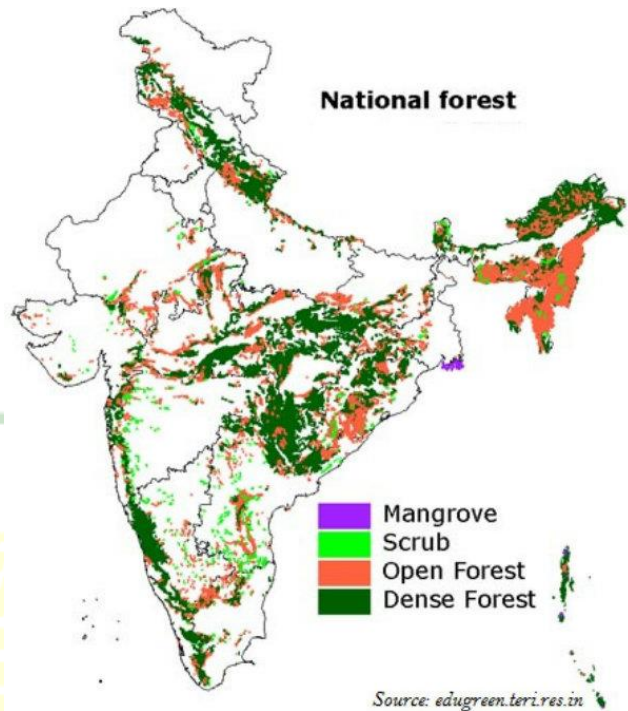 National forest
Mangrove
Scrub
Open Forest
Dense Forest
Source: edugreen.teri.res.in